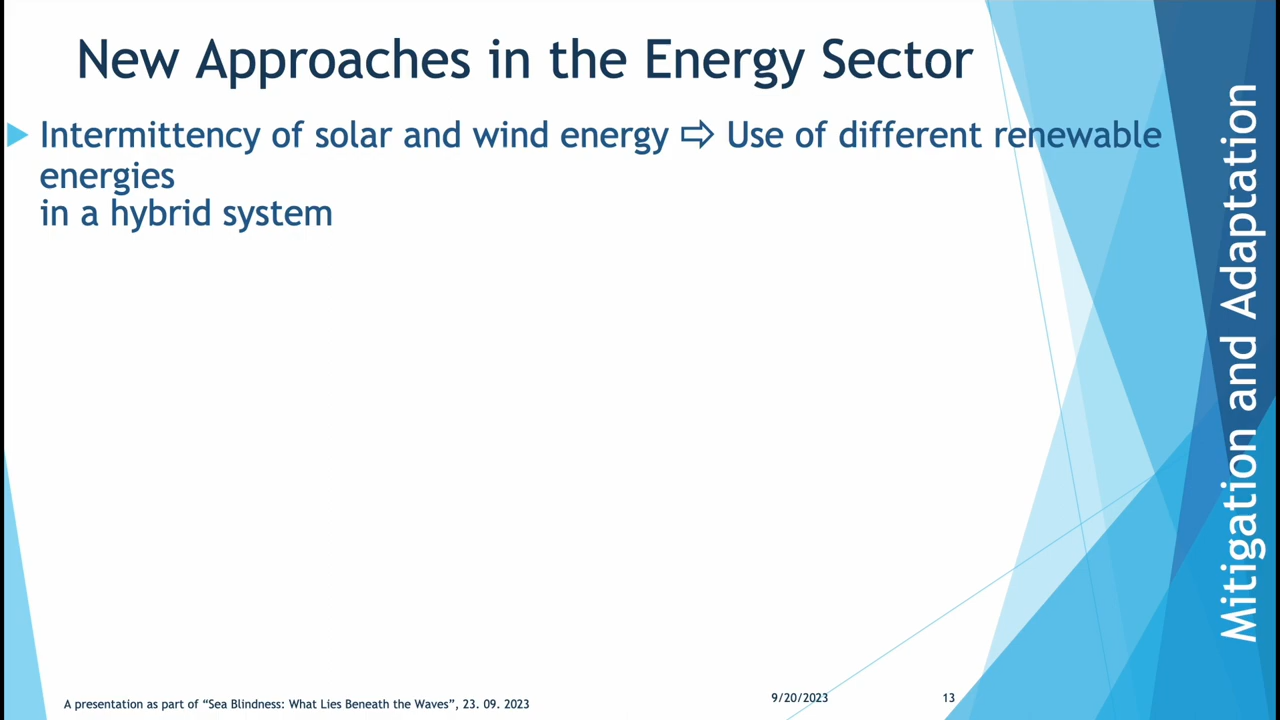 New Approaches in the Energy Sector
Intermittency of solar and wind energy ⇨ Use of different renewable
energies
in a hybrid system
Mitigation and Adaptation
A presentation as part of “Sea Blindness: What Lies Beneath the Waves”, 23. 09. 2023
9/20/2023
13